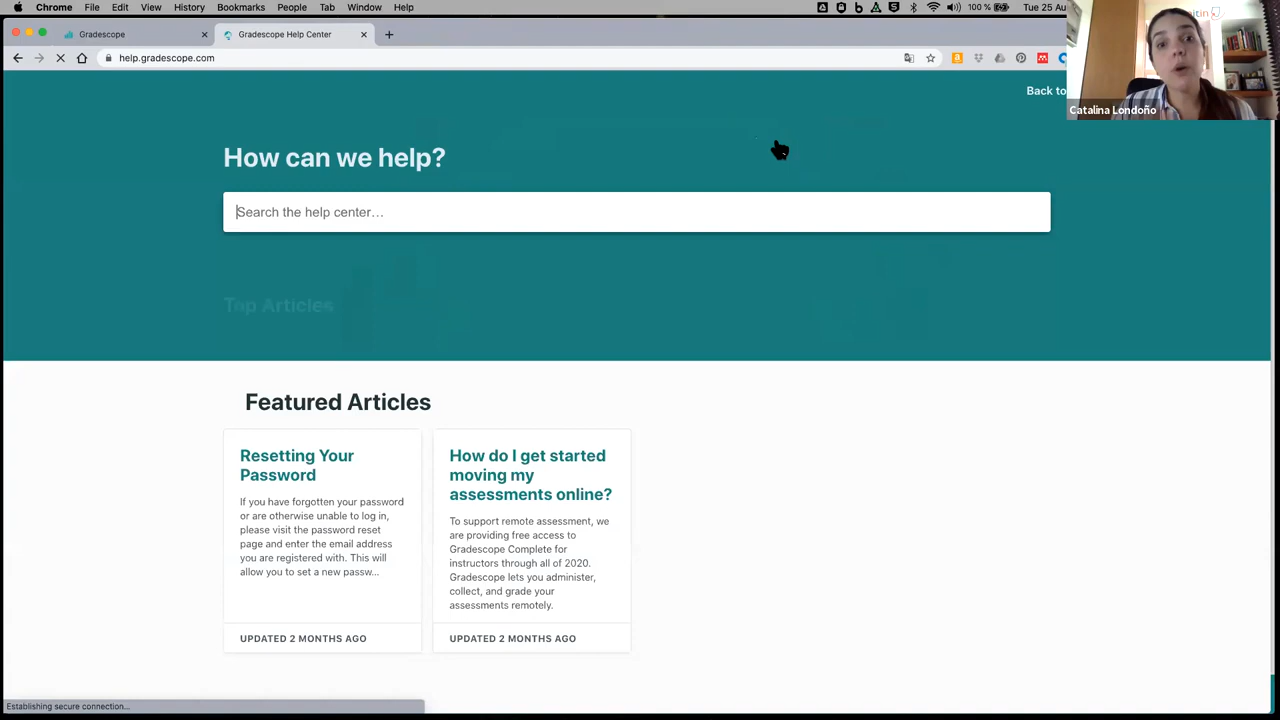 Chrome File Edit View History Bookmarks People Tab Window Help
100 % Tue 25 Au
Gradescope
Gradescope Help Center
help.gradescope.com
Back to
Catalina Londoño
How can we help?
Search the help center…
Top Articles
Featured Articles
Resetting Your
Password
If you have forgotten your password
or are otherwise unable to log in,
please visit the password reset
page and enter the email address
you are registered with. This will
allow you to set a new passw...
UPDATED 2 MONTHS AGO
How do I get started
moving my
assessments online?
To support remote assessment, we
are providing free access to
Gradescope Complete for
instructors through all of 2020.
Gradescope lets you administer,
collect, and grade your
assessments remotely.
UPDATED 2 MONTHS AGO
Establishing secure connection...